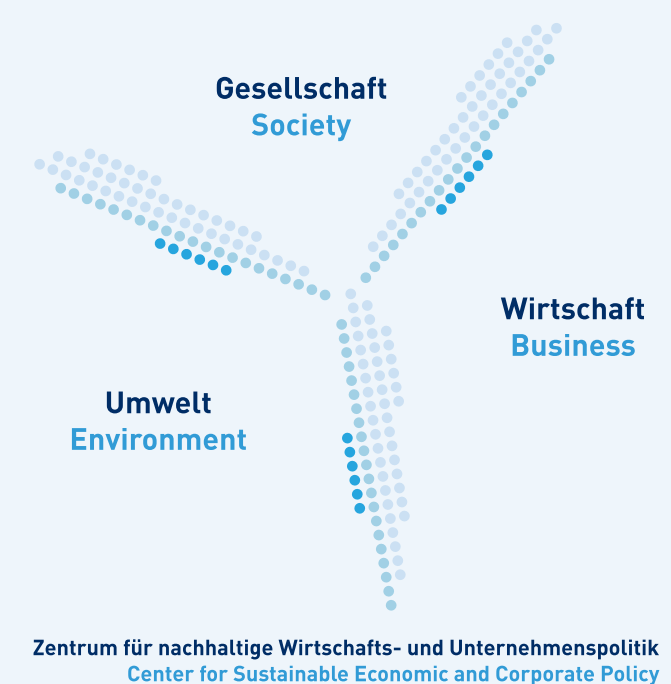 Gesellschaft
Society
Wirtschaft
Business
Umwelt
Environment
Zentrum für nachhaltige Wirtschafts- und Unternehmenspolitik
Center for Sustainable Economic and Corporate Policy